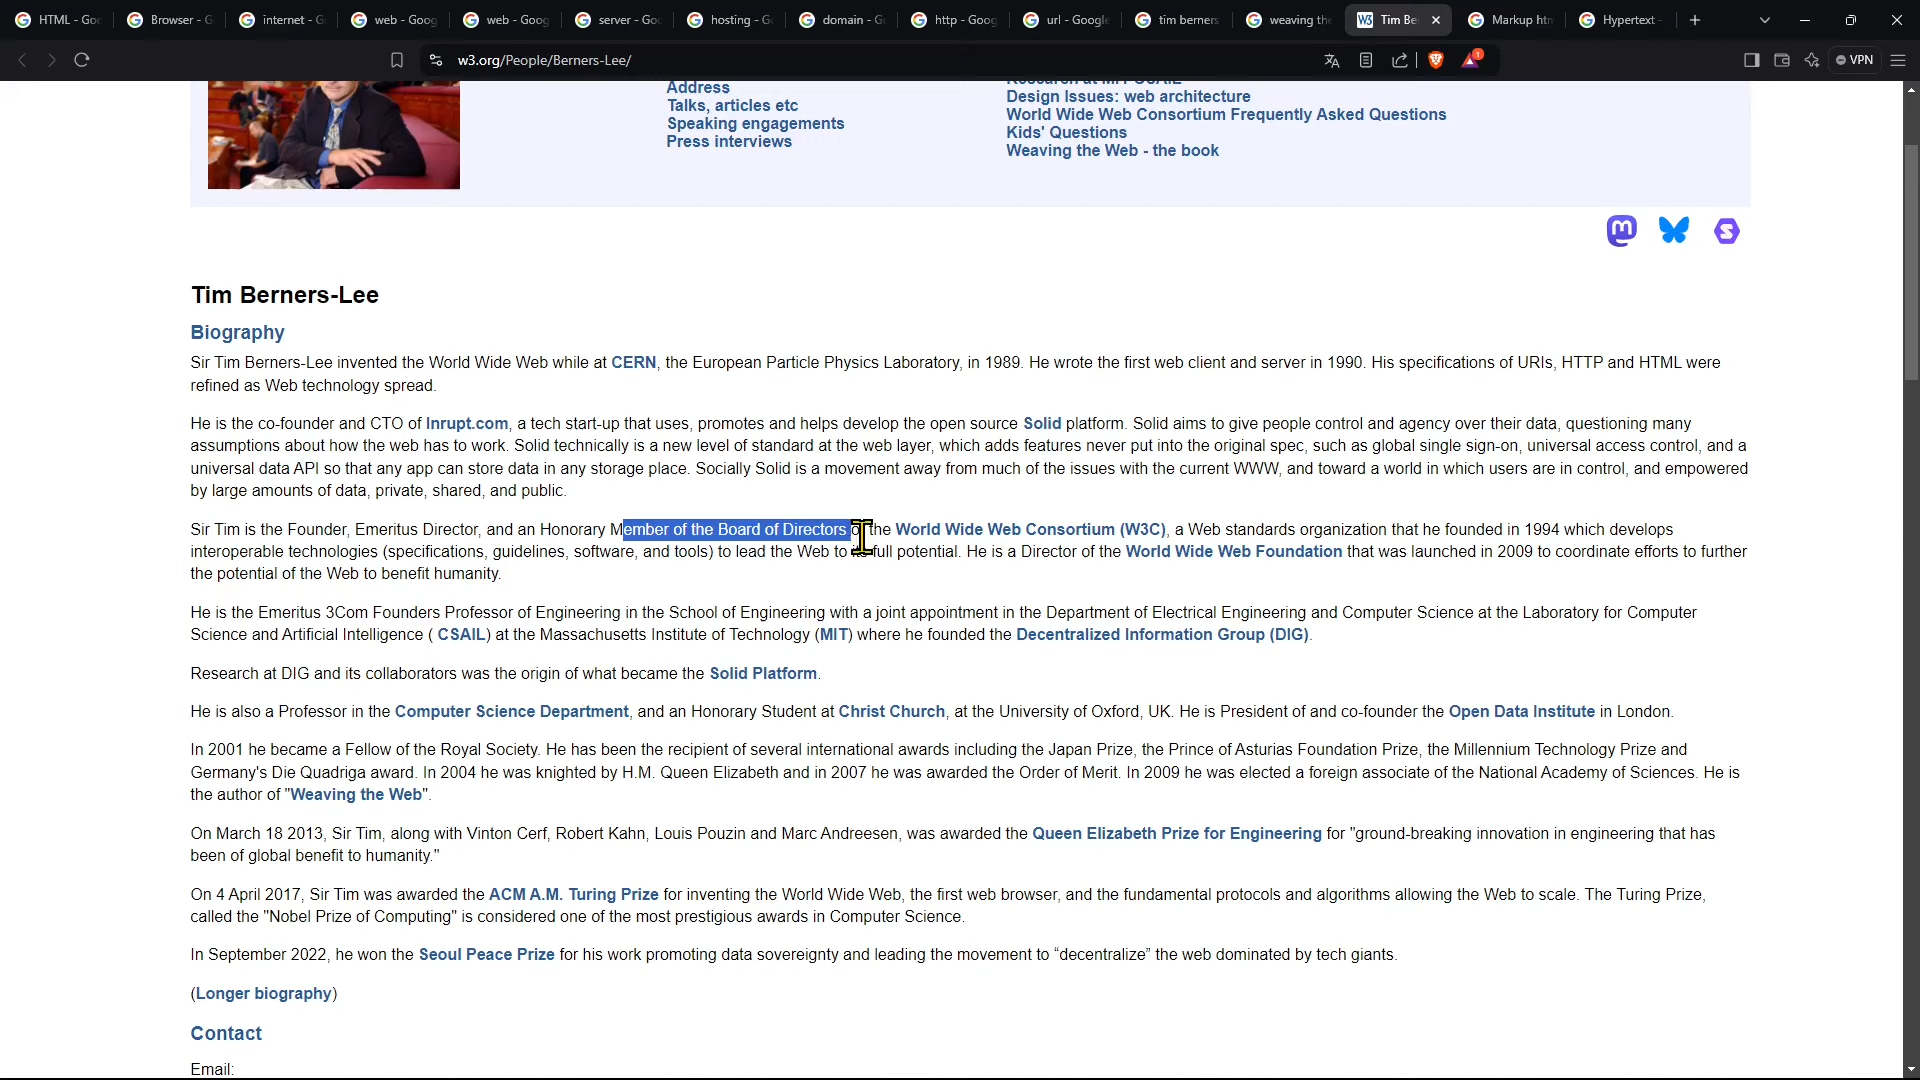 HTML - Goo
Browser - G
internet - G
web - Goog
web - Goog
server - Goo
hosting - G
domain - G
http - Goog
url - Google
tim berners
weaving the
Tim Be
Markup htm
Hypertext -
w3.org/People/Berners-Lee/
1
VPN
Address
Talks, articles etc
Speaking engagements
Press interviews
Design Issues: web architecture
World Wide Web Consortium Frequently Asked Questions
Kids' Questions
Weaving the Web - the book
Tim Berners-Lee
Biography
Sir Tim Berners-Lee invented the World Wide Web while at CERN, the European Particle Physics Laboratory, in 1989. He wrote the first web client and server in 1990. His specifications of URIs, HTTP and HTML were
refined as Web technology spread.
He is the co-founder and CTO of Inrupt.com, a tech start-up that uses, promotes and helps develop the open source Solid platform. Solid aims to give people control and agency over their data, questioning many
assumptions about how the web has to work. Solid technically is a new level of standard at the web layer, which adds features never put into the original spec, such as global single sign-on, universal access control, and a
universal data API so that any app can store data in any storage place. Socially Solid is a movement away from much of the issues with the current WWW, and toward a world in which users are in control, and empowered
by large amounts of data, private, shared, and public.
Sir Tim is the Founder, Emeritus Director, and an Honorary Member of the Board of Directors of the World Wide Web Consortium (W3C), a Web standards organization that he founded in 1994 which develops
interoperable technologies (specifications, guidelines, software, and tools) to lead the Web to full potential. He is a Director of the World Wide Web Foundation that was launched in 2009 to coordinate efforts to further
the potential of the Web to benefit humanity.
He is the Emeritus 3Com Founders Professor of Engineering in the School of Engineering with a joint appointment in the Department of Electrical Engineering and Computer Science at the Laboratory for Computer
Science and Artificial Intelligence ( CSAIL) at the Massachusetts Institute of Technology (MIT) where he founded the Decentralized Information Group (DIG).
Research at DIG and its collaborators was the origin of what became the Solid Platform.
He is also a Professor in the Computer Science Department, and an Honorary Student at Christ Church, at the University of Oxford, UK. He is President of and co-founder the Open Data Institute in London.
In 2001 he became a Fellow of the Royal Society. He has been the recipient of several international awards including the Japan Prize, the Prince of Asturias Foundation Prize, the Millennium Technology Prize and
Germany's Die Quadriga award. In 2004 he was knighted by H.M. Queen Elizabeth and in 2007 he was awarded the Order of Merit. In 2009 he was elected a foreign associate of the National Academy of Sciences. He is
the author of "Weaving the Web".
On March 18 2013, Sir Tim, along with Vinton Cerf, Robert Kahn, Louis Pouzin and Marc Andreesen, was awarded the Queen Elizabeth Prize for Engineering for "ground-breaking innovation in engineering that has
been of global benefit to humanity."
On 4 April 2017, Sir Tim was awarded the ACM A.M. Turing Prize for inventing the World Wide Web, the first web browser, and the fundamental protocols and algorithms allowing the Web to scale. The Turing Prize,
called the "Nobel Prize of Computing" is considered one of the most prestigious awards in Computer Science.
In September 2022, he won the Seoul Peace Prize for his work promoting data sovereignty and leading the movement to “decentralize” the web dominated by tech giants.
(Longer biography)
Contact
Email: